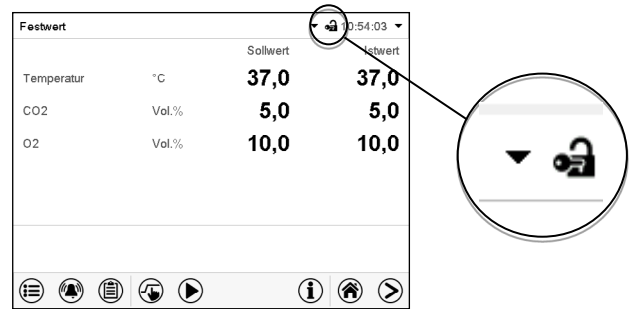 Festwert 10:54:03
Sollwert Istwert
Temperatur °C 37,0 37,0
CO2 Vol.% 5,0 5,0
O2 Vol.% 10,0 10,0